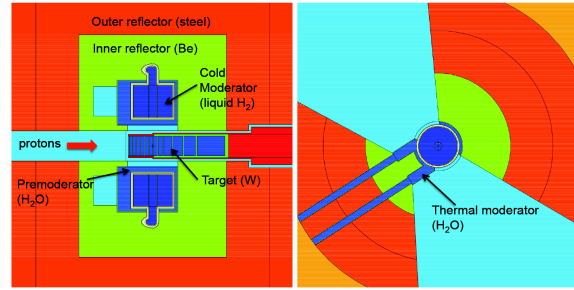 Outer reflector (steel)
Inner reflector (Be)
Cold
Moderator
(liquid H₂)
protons
Premoderator
(H₂O)
Target (W)
Thermal moderator
(H₂O)